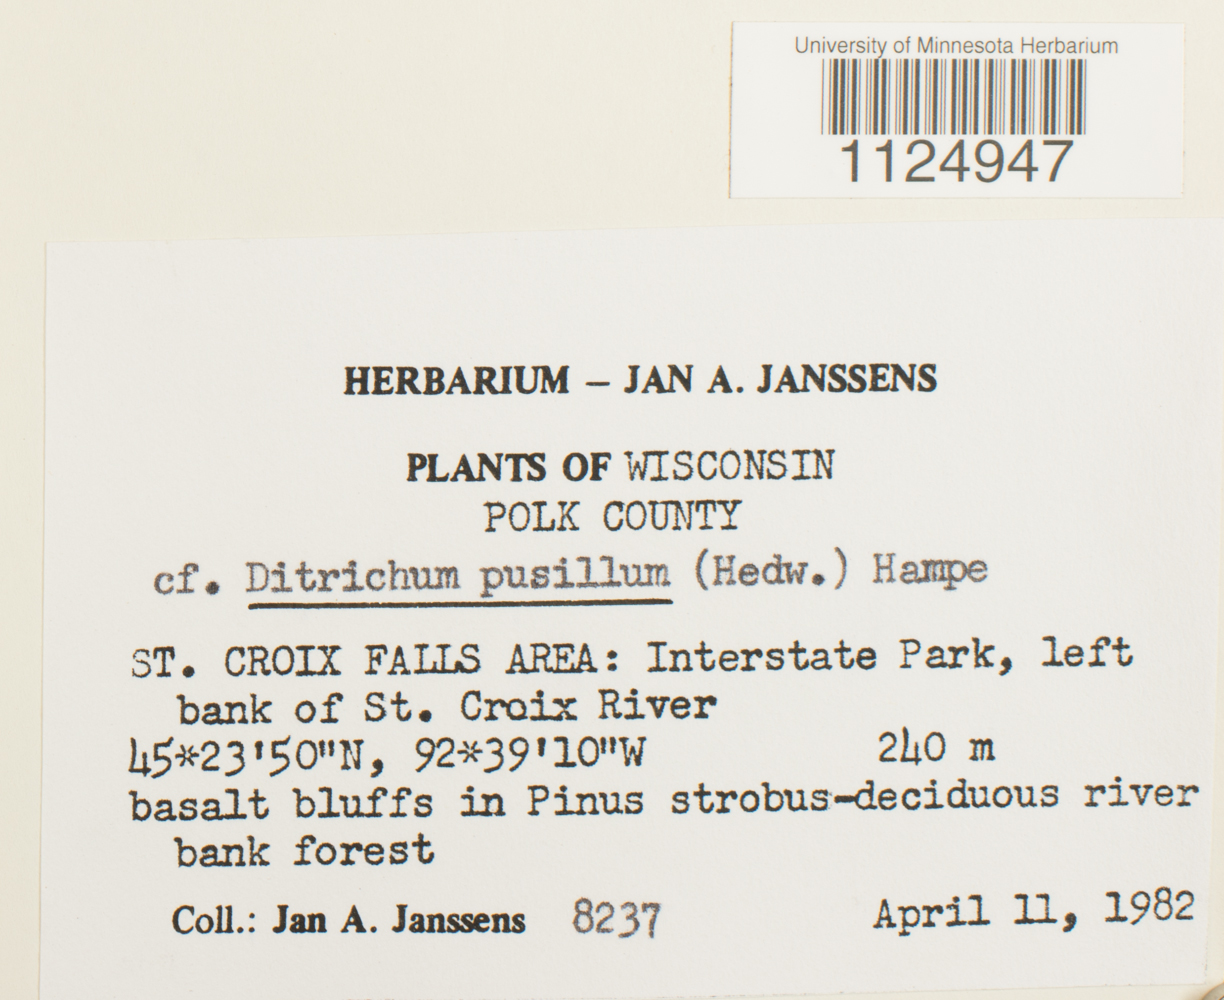 University of Minnesota Herbarium
1124947
HERBARIUM – JAN A. JANSSENS
PLANTS OF WISCONSIN
POLK COUNTY
cf. Ditrichum pusillum (Hedw.) Hampe
ST. CROIX FALLS AREA: Interstate Park, left
bank of St. Croix River
45*23'50"N, 92*39'10"W 240 m
basalt bluffs in Pinus strobus-deciduous river
bank forest
Coll.: Jan A. Janssens 8237 April 11, 1982